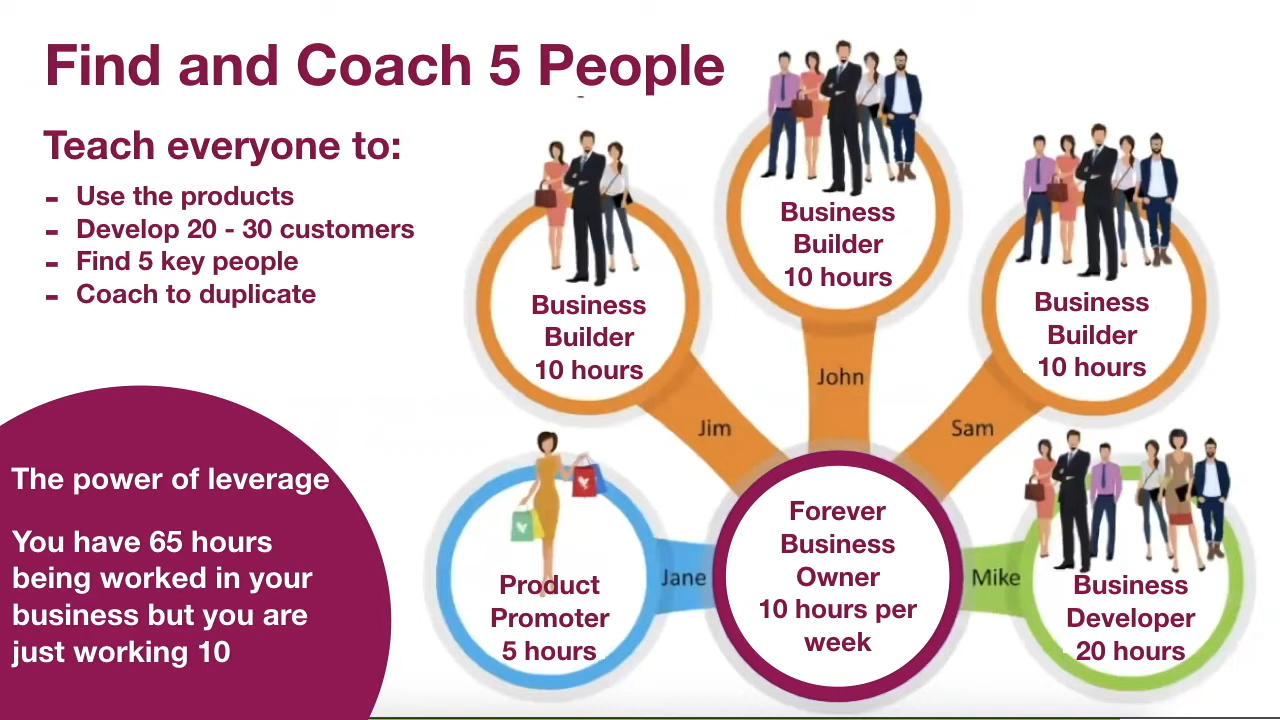 Find and Coach 5 People
Teach everyone to:
- Use the products
- Develop 20 - 30 customers
- Find 5 key people
- Coach to duplicate
Business
Builder
10 hours
Business
Builder
10 hours
Business
Builder
10 hours
Jim
John
Sam
The power of leverage
You have 65 hours
being worked in your
business but you are
just working 10
Product
Promoter
5 hours
Jane
Forever
Business
Owner
10 hours per
week
Mike
Business
Developer
20 hours